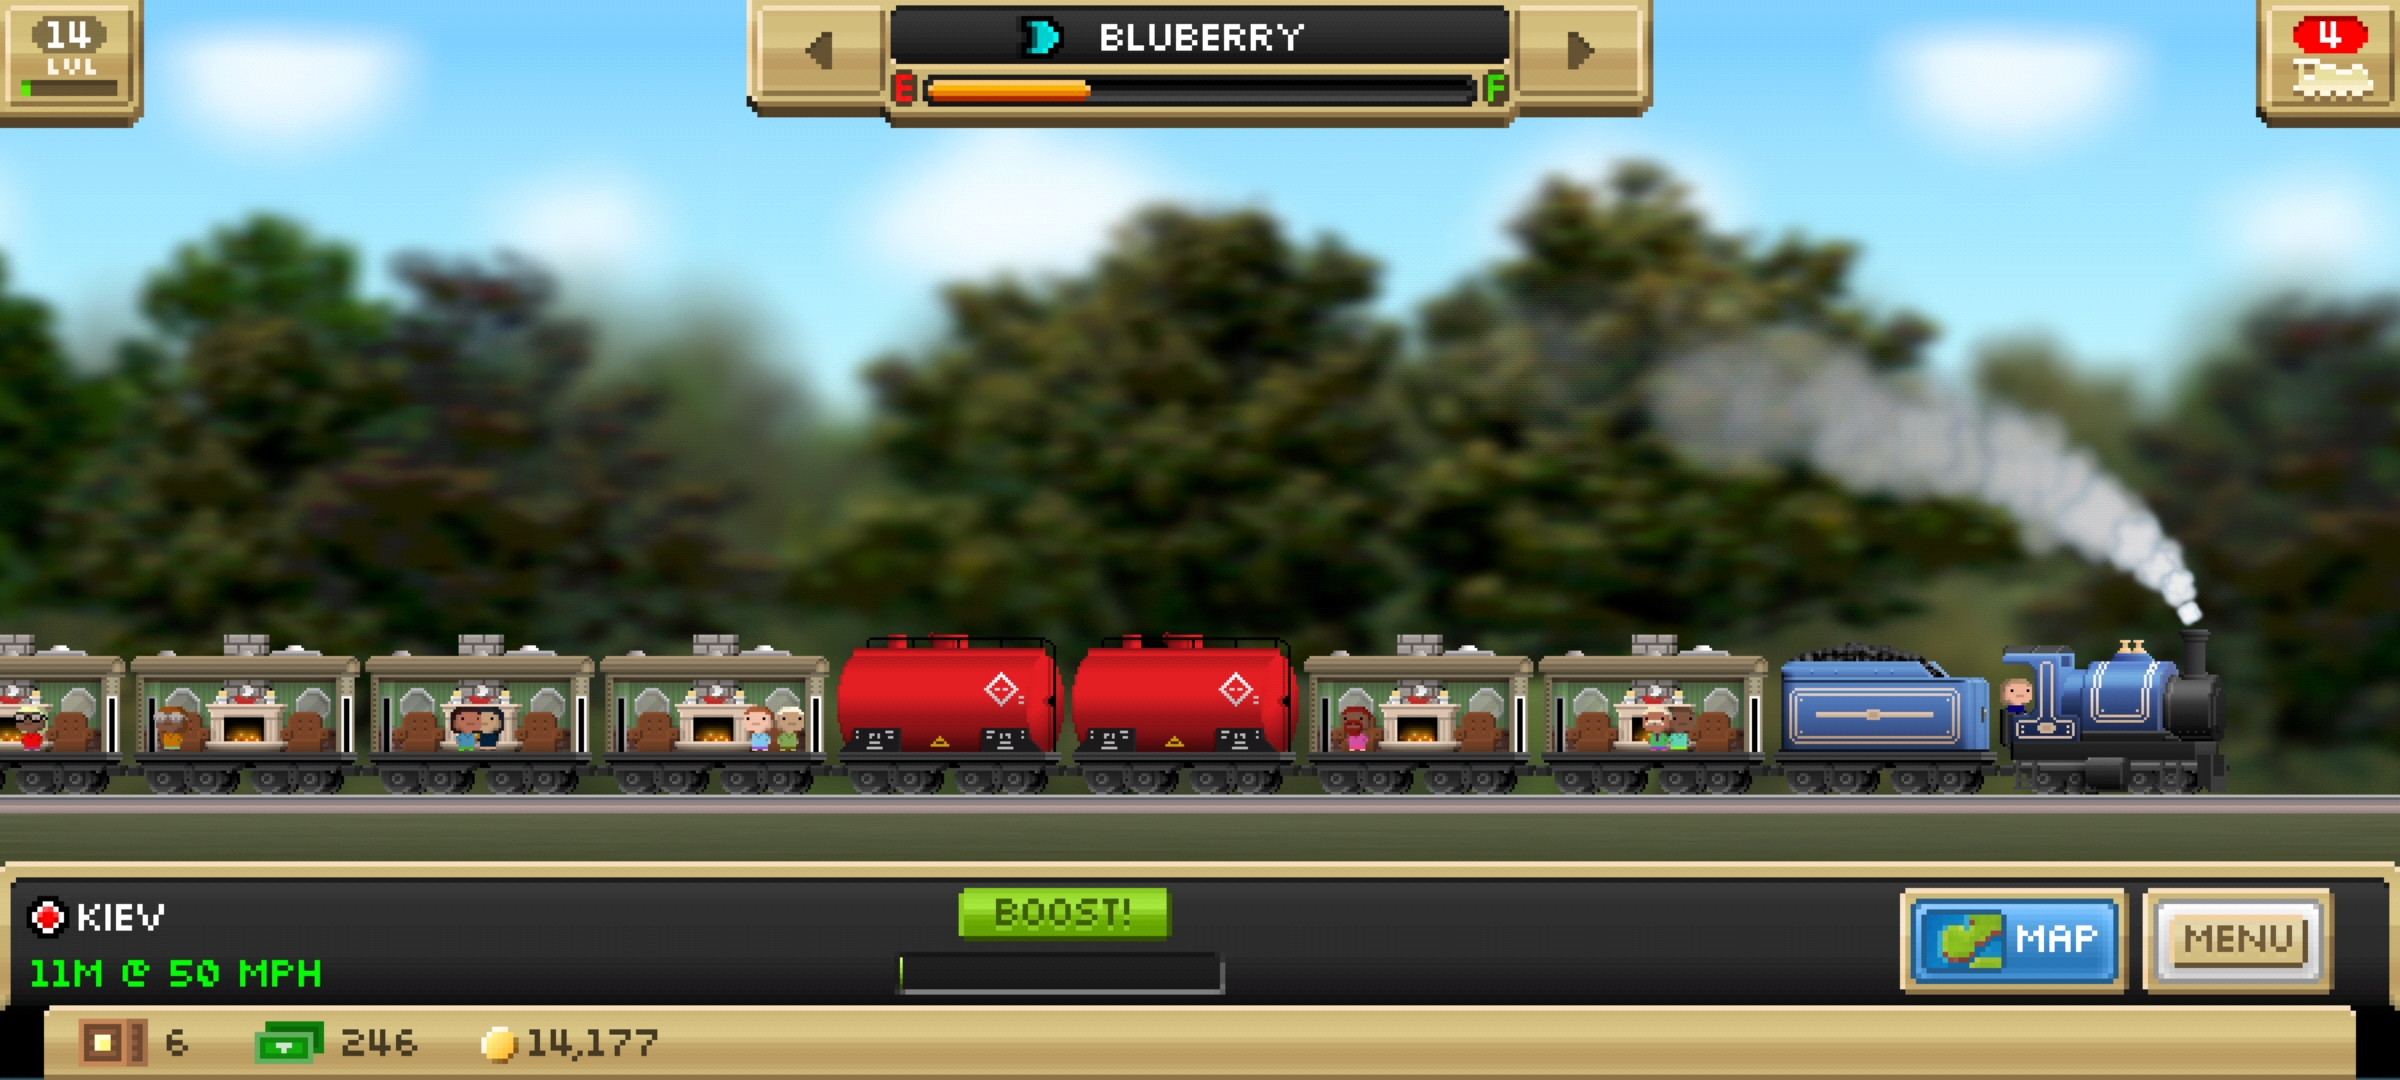 14
LVL
BLUBERRY
E F
4
KIEV
11M @ 50 MPH
BOOST!
MAP
MENU
6
246
14,177